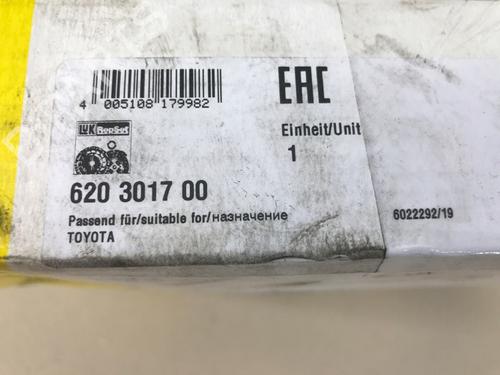 4 005108 179982
EAC
Einheit/Unit
1
LuK RepSet
620 3017 00
Passend für/suitable for/назначение
TOYOTA
6022292/19